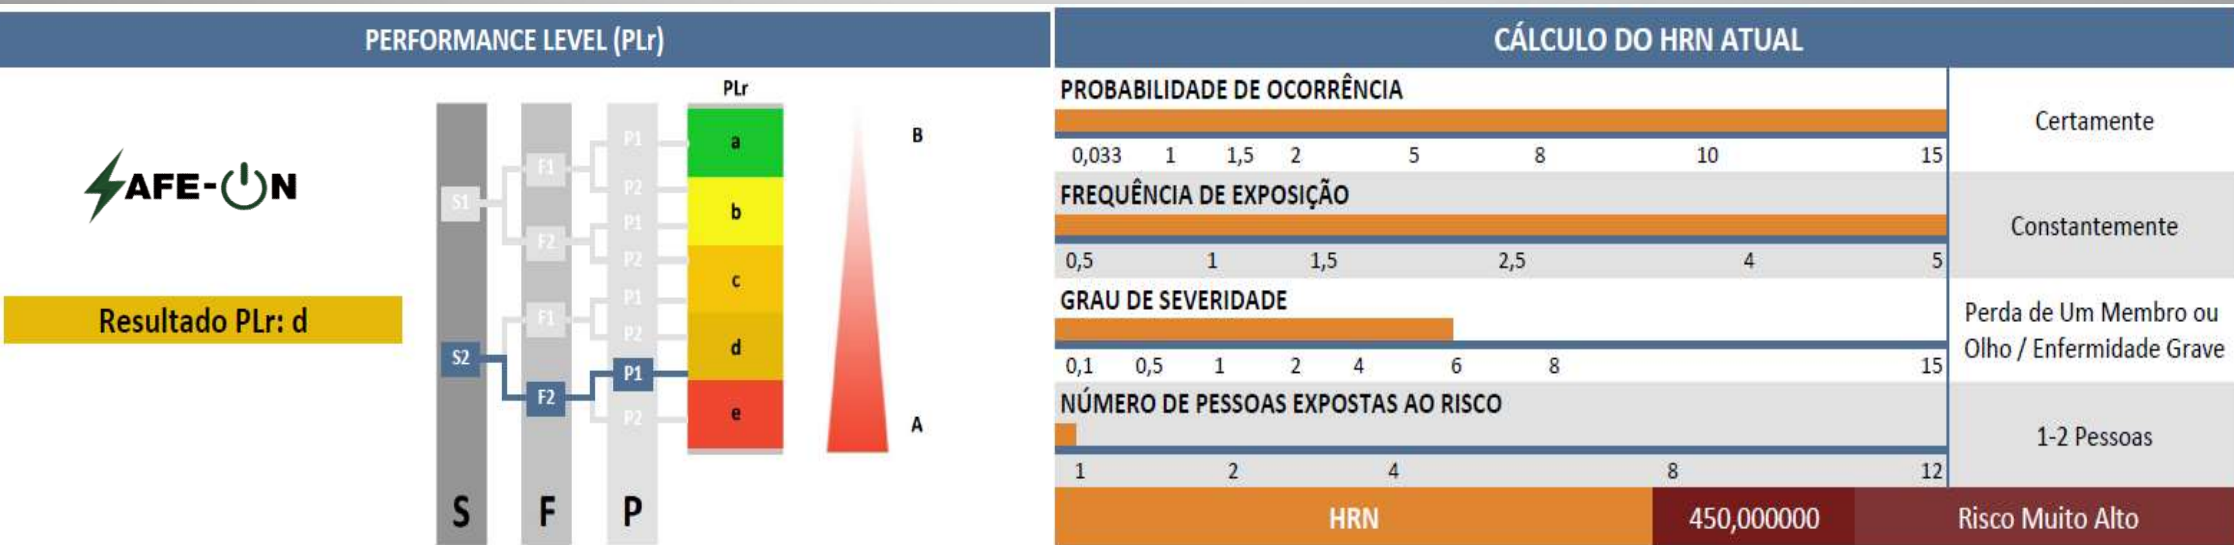 PERFORMANCE LEVEL (PLr)
AFE-ON
Resultado PLr: d
PLr
S1
S2
F1
F2
F1
F2
P1
P2
P1
P2
P1
P2
P1
P2
a
b
c
d
e
B
A
S F P
CÁLCULO DO HRN ATUAL
PROBABILIDADE DE OCORRÊNCIA
0,033 1 1,5 2 5 8 10 15
Certamente
FREQUÊNCIA DE EXPOSIÇÃO
0,5 1 1,5 2,5 4 5
Constantemente
GRAU DE SEVERIDADE
0,1 0,5 1 2 4 6 8 15
Perda de Um Membro ou
Olho / Enfermidade Grave
NÚMERO DE PESSOAS EXPOSTAS AO RISCO
1 2 4 8 12
1-2 Pessoas
HRN 450,000000 Risco Muito Alto